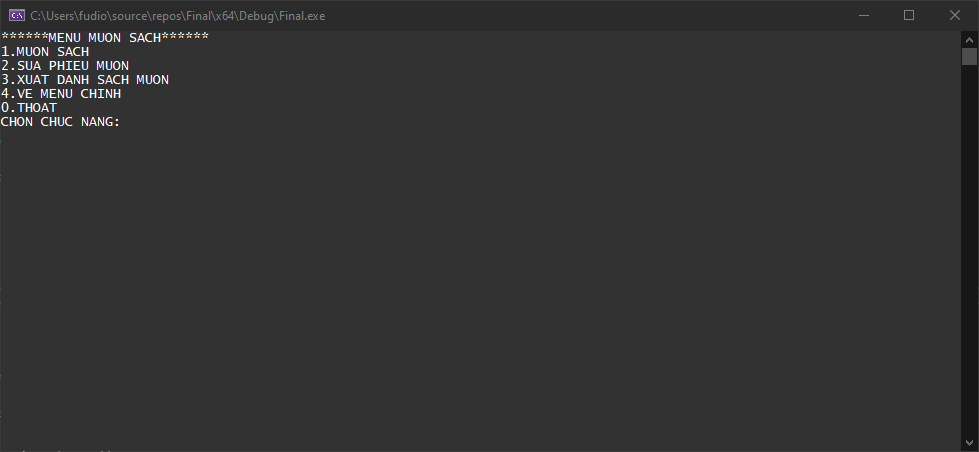 C:\Users\fudio\source\repos\Final\x64\Debug\Final.exe
******MENU MUON SACH******
1.MUON SACH
2.SUA PHIEU MUON
3.XUAT DANH SACH MUON
4.VE MENU CHINH
0.THOAT
CHON CHUC NANG: